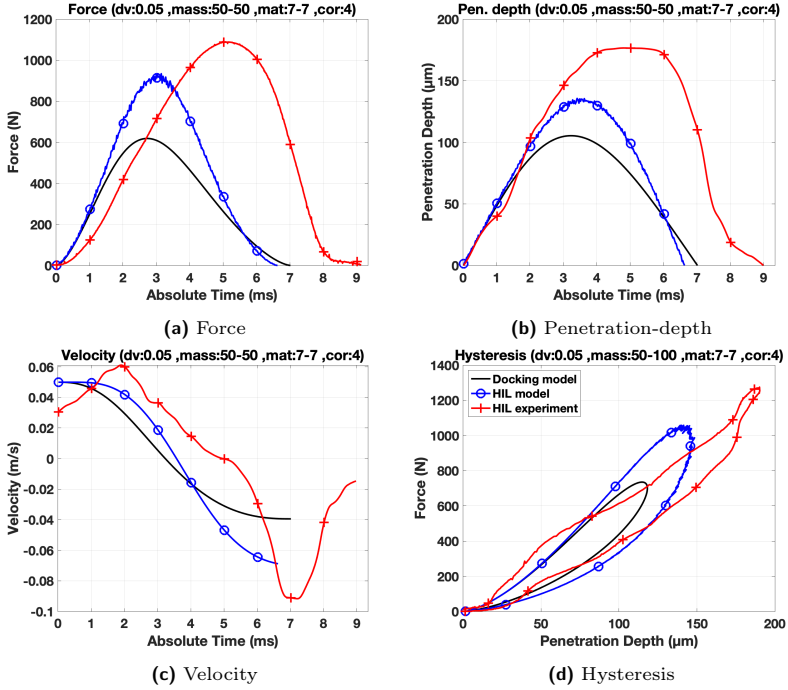 Force (dv:0.05 ,mass:50-50 ,mat:7-7 ,cor:4)
1200
1000
800
600
400
200
0
Force (N)
0 1 2 3 4 5 6 7 8 9
Absolute Time (ms)
(a) Force
Pen. depth (dv:0.05 ,mass:50-50 ,mat:7-7 ,cor:4)
200
150
100
50
0
Penetration Depth (µm)
0 1 2 3 4 5 6 7 8 9
Absolute Time (ms)
(b) Penetration-depth
Velocity (dv:0.05 ,mass:50-50 ,mat:7-7 ,cor:4)
0.06
0.04
0.02
0
-0.02
-0.04
-0.06
-0.08
-0.1
Velocity (m/s)
0 1 2 3 4 5 6 7 8 9
Absolute Time (ms)
(c) Velocity
Hysteresis (dv:0.05 ,mass:50-100 ,mat:7-7 ,cor:4)
Docking model
HIL model
HIL experiment
1400
1200
1000
800
600
400
200
0
Force (N)
0 50 100 150 200
Penetration Depth (µm)
(d) Hysteresis